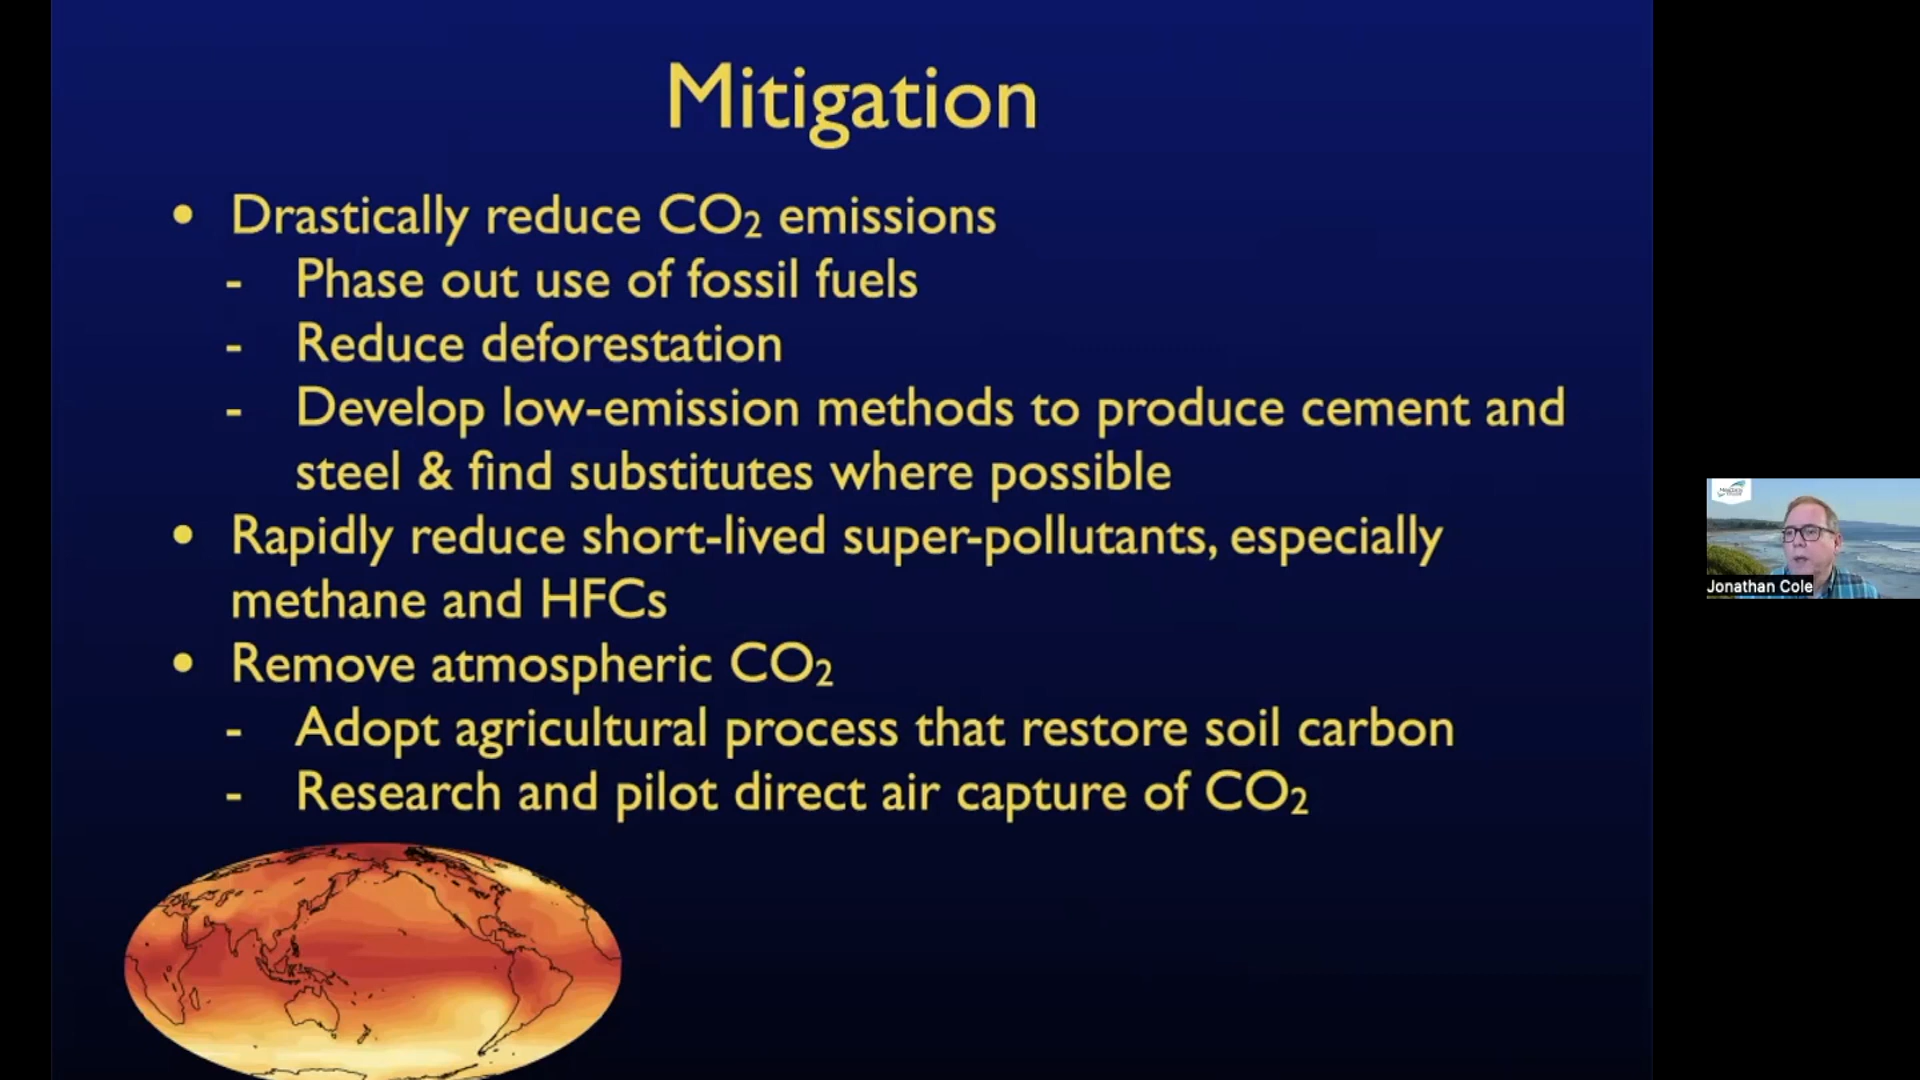 Mitigation
• Drastically reduce CO₂ emissions
- Phase out use of fossil fuels
- Reduce deforestation
- Develop low-emission methods to produce cement and
steel & find substitutes where possible
• Rapidly reduce short-lived super-pollutants, especially
methane and HFCs
• Remove atmospheric CO₂
- Adopt agricultural process that restore soil carbon
- Research and pilot direct air capture of CO₂
Jonathan Cole